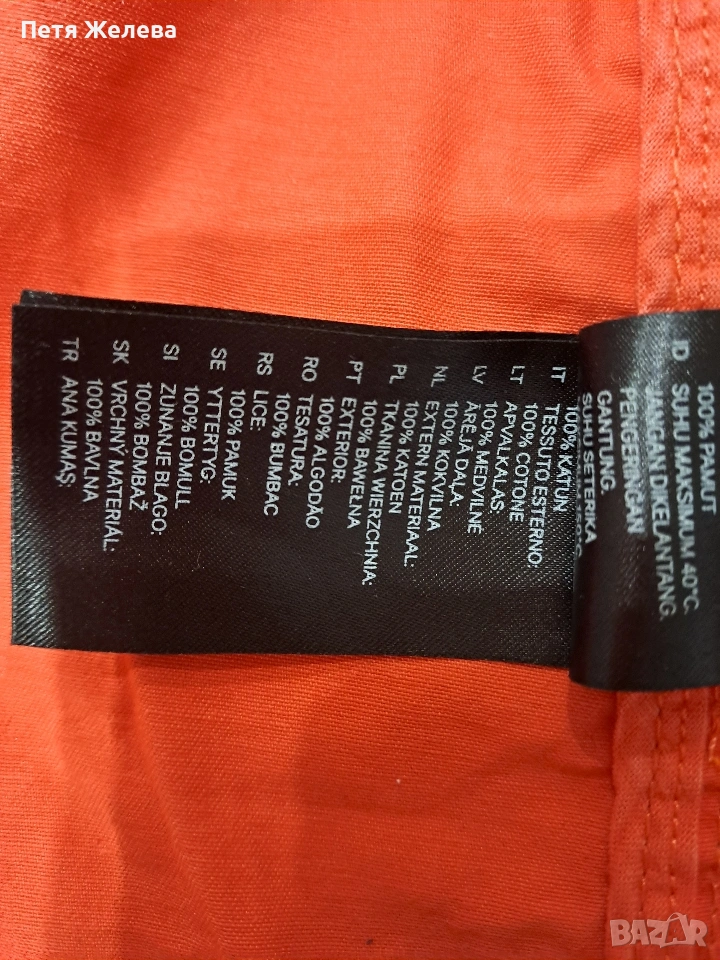 Петя Желева
100% PAMUT
ID SUHU MAKSIMUM 40°C.
JANGAN DIKELANTANG.
PENGERINGAN
GANTUNG.
SUHU SETERIKA
100% KATUN
IT TESSUTO ESTERNO:
100% COTONE
LT APVALKALAS:
100% MEDVILNĖ
LV ĀRĒJĀ DAĻA:
100% KOKVILNA
NL EXTERN MATERIAAL:
100% KATOEN
PL TKANINA WIERZCHNIA:
100% BAWEŁNA
PT EXTERIOR:
100% ALGODÃO
RO TESATURA:
100% BUMBAC
RS LICE:
100% PAMUK
SE YTTERTYG:
100% BOMULL
SI ZUNANJE BLAGO:
100% BOMBAŽ
SK VRCHNÝ MATERIÁL:
100% BAVLNA
TR ANA KUMAŞ:
BAZAR